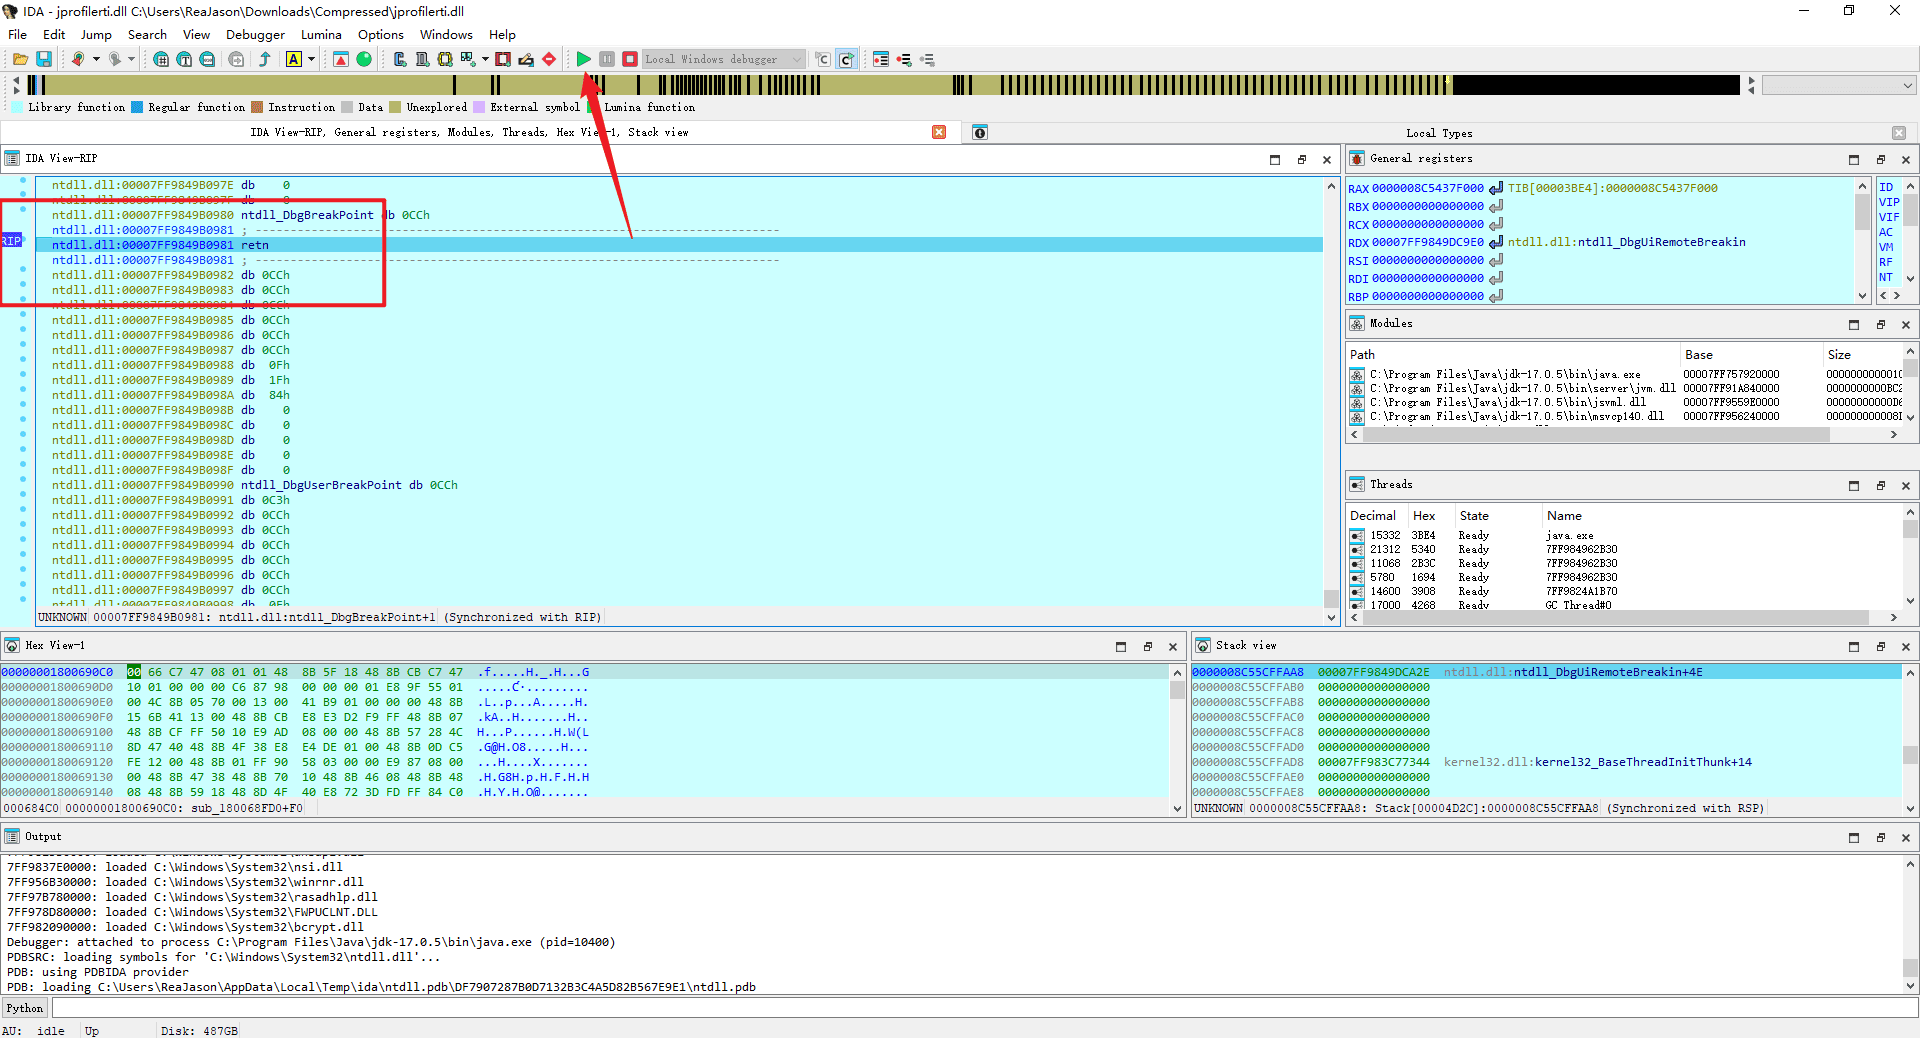 IDA - jprofilerti.dll C:\Users\ReaJason\Downloads\Compressed\jprofilerti.dll
File Edit Jump Search View Debugger Lumina Options Windows Help
Local Windows debugger
Library function Regular function Instruction Data Unexplored External symbol Lumina function
IDA View-RIP, General registers, Modules, Threads, Hex View-1, Stack view
Local Types
IDA View-RIP
ntdll.dll:00007FF9849B097E db 0
ntdll.dll:00007FF9849B097F db 0
ntdll.dll:00007FF9849B0980 ntdll_DbgBreakPoint db 0CCh
ntdll.dll:00007FF9849B0981 ; ---------------------------------------------------------------------------
RIP
ntdll.dll:00007FF9849B0981 retn
ntdll.dll:00007FF9849B0981 ; ---------------------------------------------------------------------------
ntdll.dll:00007FF9849B0982 db 0CCh
ntdll.dll:00007FF9849B0983 db 0CCh
ntdll.dll:00007FF9849B0984 db 0CCh
ntdll.dll:00007FF9849B0985 db 0CCh
ntdll.dll:00007FF9849B0986 db 0CCh
ntdll.dll:00007FF9849B0987 db 0CCh
ntdll.dll:00007FF9849B0988 db 0Fh
ntdll.dll:00007FF9849B0989 db 1Fh
ntdll.dll:00007FF9849B098A db 84h
ntdll.dll:00007FF9849B098B db 0
ntdll.dll:00007FF9849B098C db 0
ntdll.dll:00007FF9849B098D db 0
ntdll.dll:00007FF9849B098E db 0
ntdll.dll:00007FF9849B098F db 0
ntdll.dll:00007FF9849B0990 ntdll_DbgUserBreakPoint db 0CCh
ntdll.dll:00007FF9849B0991 db 0C3h
ntdll.dll:00007FF9849B0992 db 0CCh
ntdll.dll:00007FF9849B0993 db 0CCh
ntdll.dll:00007FF9849B0994 db 0CCh
ntdll.dll:00007FF9849B0995 db 0CCh
ntdll.dll:00007FF9849B0996 db 0CCh
ntdll.dll:00007FF9849B0997 db 0CCh
ntdll.dll:00007FF9849B0998 db 0Fh
UNKNOWN 00007FF9849B0981: ntdll.dll:ntdll_DbgBreakPoint+1 (Synchronized with RIP)
General registers
RAX 0000008C5437F000 TIB[00003BE4]:0000008C5437F000
RBX 0000000000000000
RCX 0000000000000000
RDX 00007FF9849DC9E0 ntdll.dll:ntdll_DbgUiRemoteBreakin
RSI 0000000000000000
RDI 0000000000000000
RBP 0000000000000000
ID
VIP
VIF
AC
VM
RF
NT
Modules
Path Base Size
C:\Program Files\Java\jdk-17.0.5\bin\java.exe 00007FF757920000
C:\Program Files\Java\jdk-17.0.5\bin\server\jvm.dll 00007FF91A840000
C:\Program Files\Java\jdk-17.0.5\bin\jsvml.dll 00007FF9559E0000
C:\Program Files\Java\jdk-17.0.5\bin\msvcp140.dll 00007FF956240000
Threads
Decimal Hex State Name
15332 3BE4 Ready java.exe
21312 5340 Ready 7FF984962B30
11068 2B3C Ready 7FF984962B30
5780 1694 Ready 7FF984962B30
14600 3908 Ready 7FF9824A1B70
17000 4268 Ready GC Thread#0
Hex View-1
00000001800690C0 00 66 C7 47 08 01 01 48 8B 5F 18 48 8B CB C7 47 .f.....H._.H...G
00000001800690D0 10 01 00 00 00 C6 87 98 00 00 00 01 E8 9F 55 01
00000001800690E0 00 4C 8B 05 70 00 13 00 41 B9 01 00 00 00 48 8B .L..p...A.....H.
00000001800690F0 15 6B 41 13 00 48 8B CB E8 E3 D2 F9 FF 48 8B 07 .kA..H.......H..
0000000180069100 48 8B CF FF 50 10 E9 AD 08 00 00 48 8B 57 28 4C H...P......H.W(L
0000000180069110 8D 47 40 48 8B 4F 38 E8 E4 DE 01 00 48 8B 0D C5 .G@H.O8.....H...
0000000180069120 FE 12 00 48 8B 01 FF 90 58 03 00 00 E9 87 08 00 ...H....X.......
0000000180069130 00 48 8B 47 38 48 8B 70 10 48 8B 46 08 48 8B 48 .H.G8H.p.H.F.H.H
0000000180069140 08 48 8B 59 18 48 8D 4F 40 E8 72 3D FD FF 84 C0 .H.Y.H.O@.......
000684C0 00000001800690C0: sub_180068FD0+F0
Stack view
0000008C55CFFAA8 00007FF9849DCA2E ntdll.dll:ntdll_DbgUiRemoteBreakin+4E
0000008C55CFFAB0 0000000000000000
0000008C55CFFAB8 0000000000000000
0000008C55CFFAC0 0000000000000000
0000008C55CFFAC8 0000000000000000
0000008C55CFFAD0 0000000000000000
0000008C55CFFAD8 00007FF983C77344 kernel32.dll:kernel32_BaseThreadInitThunk+14
0000008C55CFFAE0 0000000000000000
0000008C55CFFAE8 0000000000000000
UNKNOWN 0000008C55CFFAA8: Stack[00004D2C]:0000008C55CFFAA8 (Synchronized with RSP)
Output
7FF9837E0000: loaded C:\Windows\System32\nsi.dll
7FF956B30000: loaded C:\Windows\System32\winrnr.dll
7FF97B780000: loaded C:\Windows\System32\rasadhlp.dll
7FF978D80000: loaded C:\Windows\System32\FWPUCLNT.DLL
7FF982090000: loaded C:\Windows\System32\bcrypt.dll
Debugger: attached to process C:\Program Files\Java\jdk-17.0.5\bin\java.exe (pid=10400)
PDBSRC: loading symbols for 'C:\Windows\System32\ntdll.dll'...
PDB: using PDBIDA provider
PDB: loading C:\Users\ReaJason\AppData\Local\Temp\ida\ntdll.pdb\DF7907287B0D7132B3C4A5D82B567E9E1\ntdll.pdb
Python
AU: idle Up Disk: 487GB